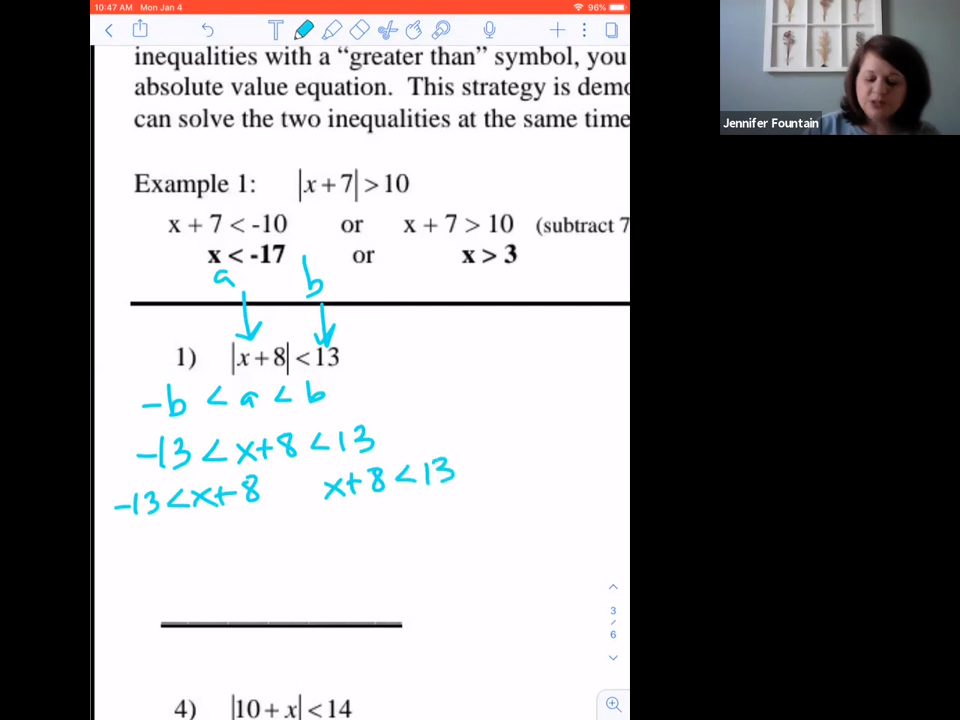 10:47 AM Mon Jan 4
96%
inequalities with a “greater than” symbol, you
absolute value equation. This strategy is demo
can solve the two inequalities at the same time
Example 1: |x + 7| > 10
x + 7 < -10 or x + 7 > 10 (subtract 7
x < -17 or x > 3
a b
1) |x + 8| < 13
-b < a < b
-13 < x+8 < 13
-13 < x+8 x+8 < 13
4) |10 + x| < 14
3
/
6
Jennifer Fountain